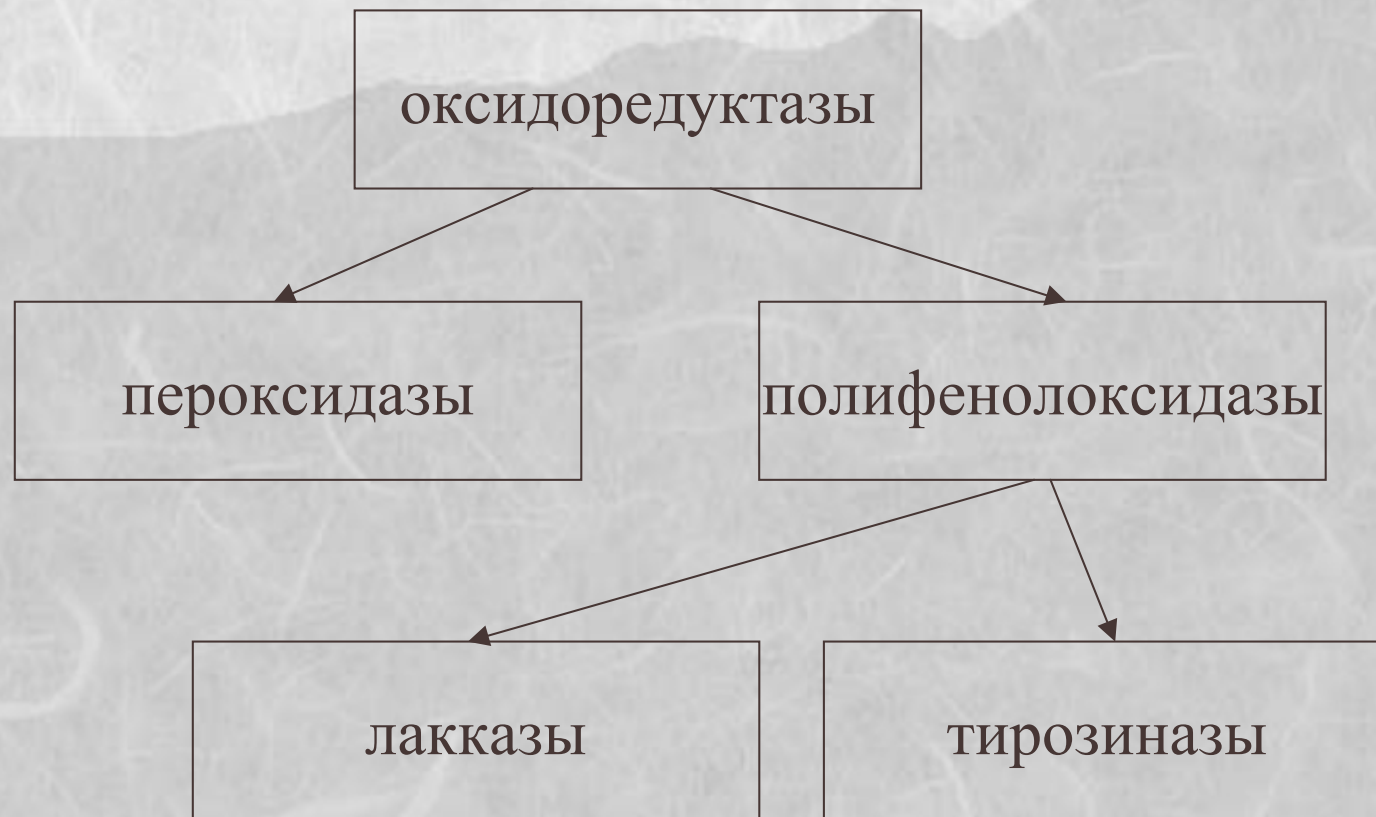 оксидоредуктазы
пероксидазы
полифенолоксидазы
лакказы
тирозиназы